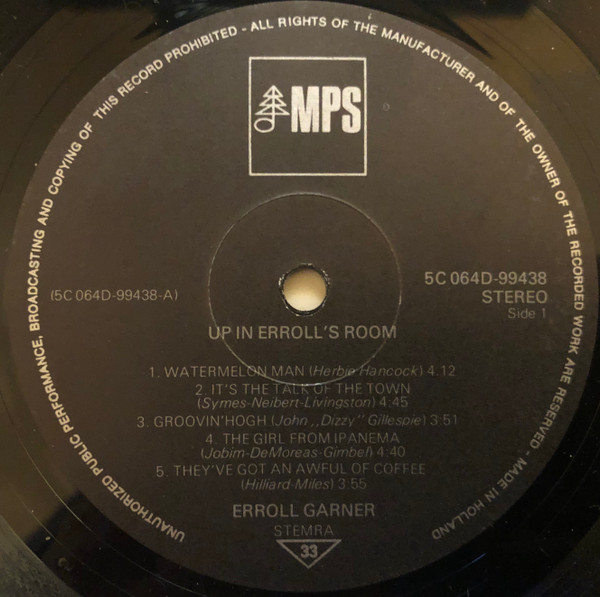 UNAUTHORIZED PUBLIC PERFORMANCE, BROADCASTING AND COPYING OF THIS RECORD PROHIBITED - ALL RIGHTS OF THE MANUFACTURER AND OF THE OWNER OF THE RECORDED WORK ARE RESERVED - MADE IN HOLLAND
MPS
(5C 064D-99438-A)
5C 064D-99438
STEREO
Side 1
UP IN ERROLL'S ROOM
1. WATERMELON MAN (Herbie Hancock) 4.12
2. IT'S THE TALK OF THE TOWN
(Symes-Neibert-Livingston) 4:45
3. GROOVIN'HOGH (John ,,Dizzy" Gillespie) 3:51
4. THE GIRL FROM IPANEMA
(Jobim-DeMoreas-Gimbel) 4:40
5. THEY'VE GOT AN AWFUL OF COFFEE
(Hilliard-Miles) 3 55
ERROLL GARNER
STEMRA
33